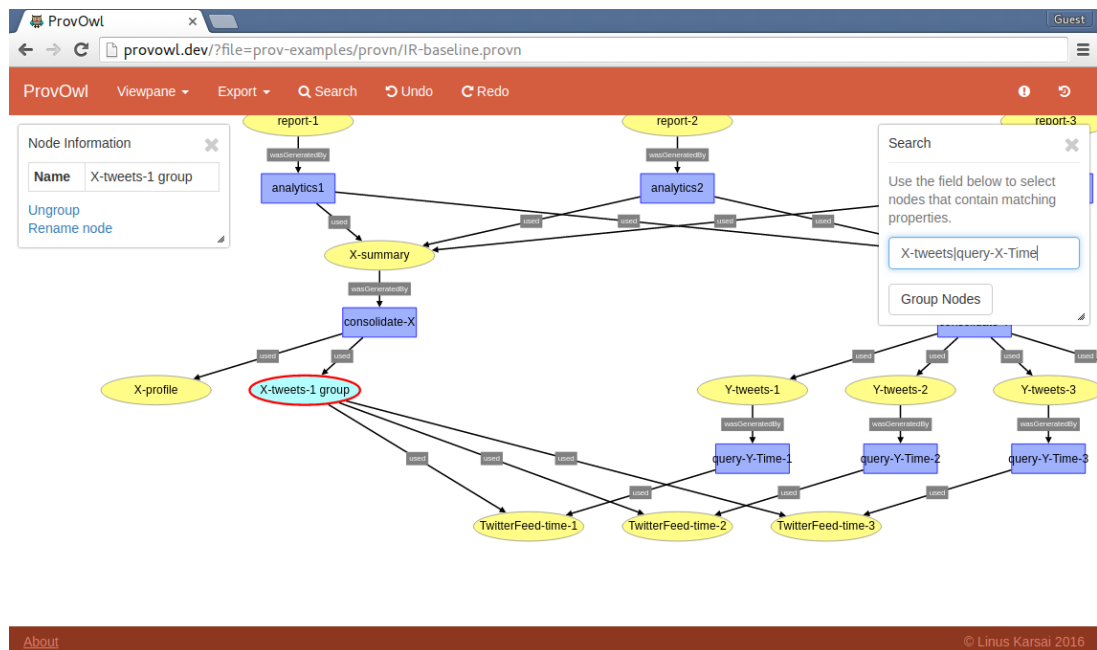 ProvOwl
Guest
provowl.dev/?file=prov-examples/provn/IR-baseline.provn
ProvOwl Viewpane Export Search Undo Redo
report-1 report-2 report-3
Node Information
Name X-tweets-1 group
Ungroup
Rename node
Search
Use the field below to select
nodes that contain matching
properties.
X-tweets|query-X-Time
Group Nodes
wasGeneratedBy wasGeneratedBy
analytics1 analytics2
used used used used
X-summary
wasGeneratedBy
consolidate-X
used used used used used used
X-profile X-tweets-1 group Y-tweets-1 Y-tweets-2 Y-tweets-3
wasGeneratedBy wasGeneratedBy wasGeneratedBy
query-Y-Time-1 query-Y-Time-2 query-Y-Time-3
used used used
used used used
TwitterFeed-time-1 TwitterFeed-time-2 TwitterFeed-time-3
About © Linus Karsai 2016